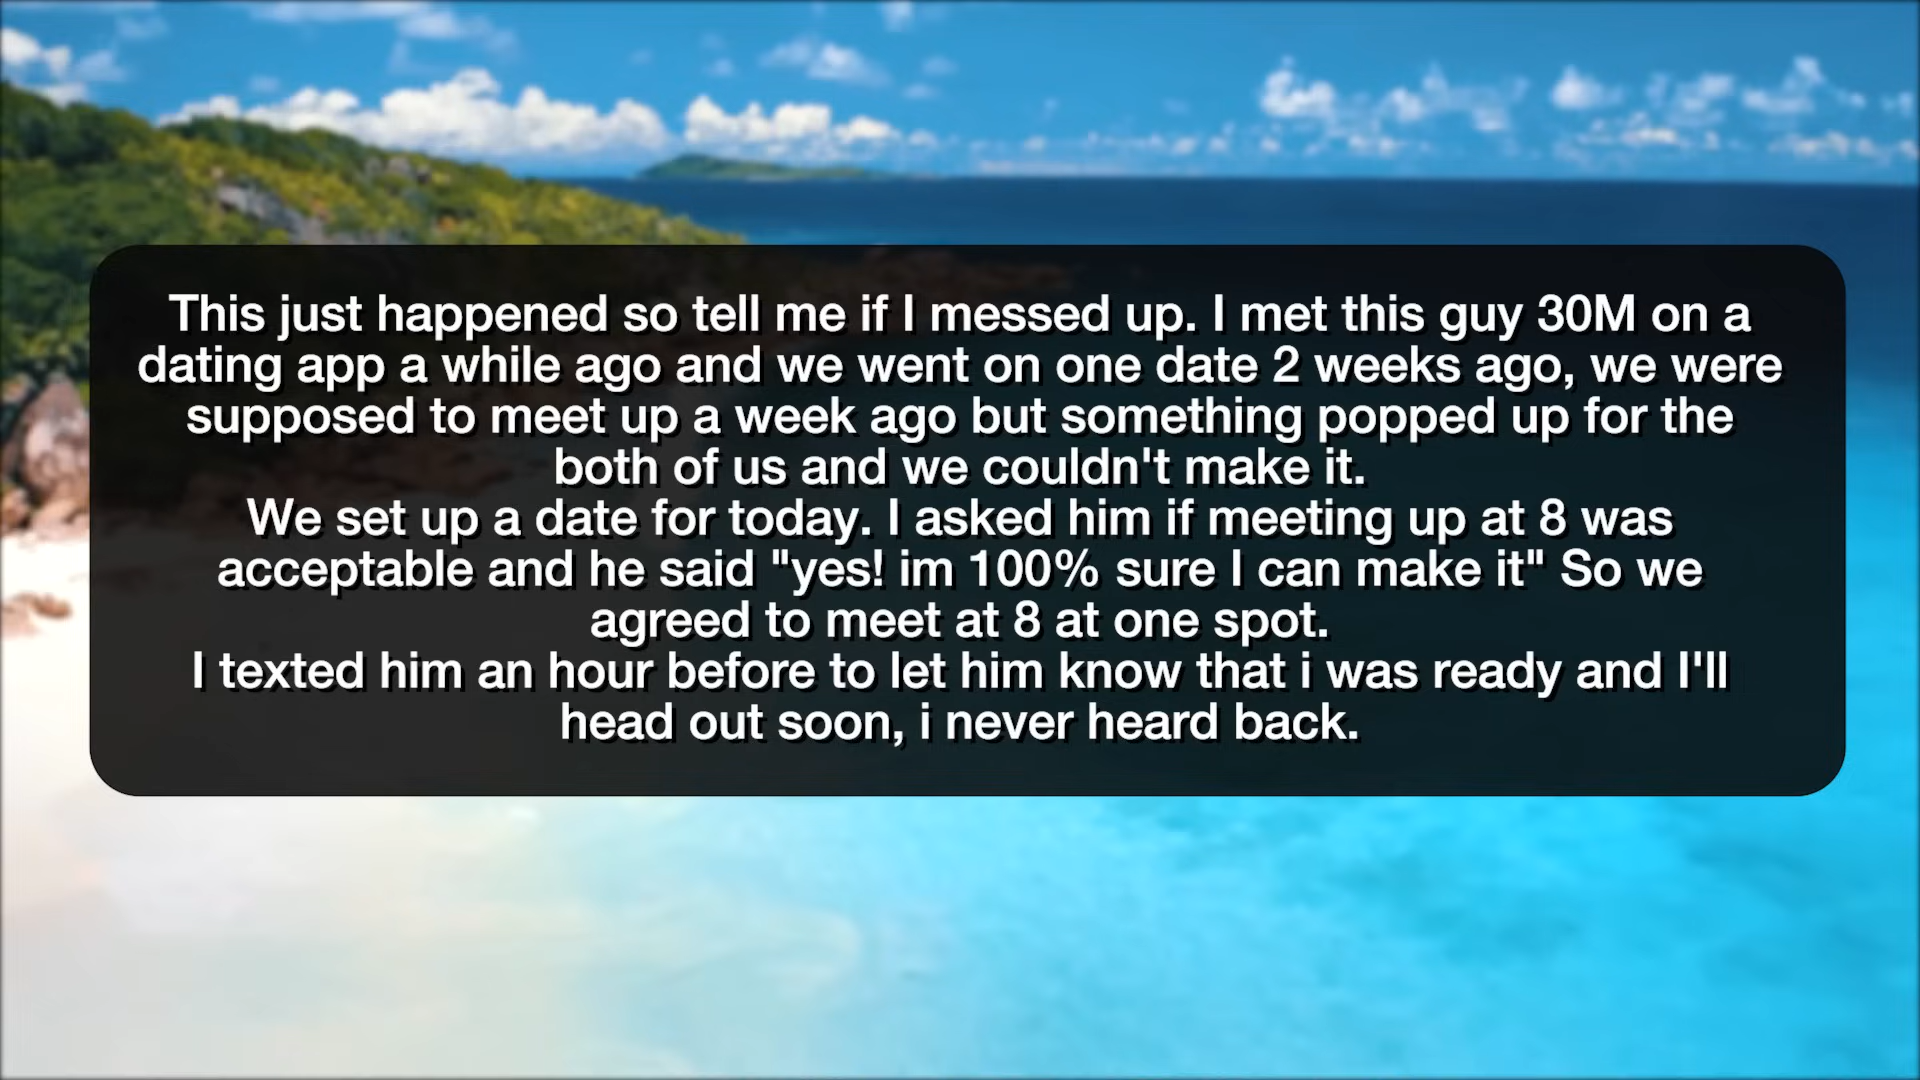 This just happened so tell me if I messed up. I met this guy 30M on a
dating app a while ago and we went on one date 2 weeks ago, we were
supposed to meet up a week ago but something popped up for the
both of us and we couldn't make it.
We set up a date for today. I asked him if meeting up at 8 was
acceptable and he said "yes! im 100% sure I can make it" So we
agreed to meet at 8 at one spot.
I texted him an hour before to let him know that i was ready and I'll
head out soon, i never heard back.